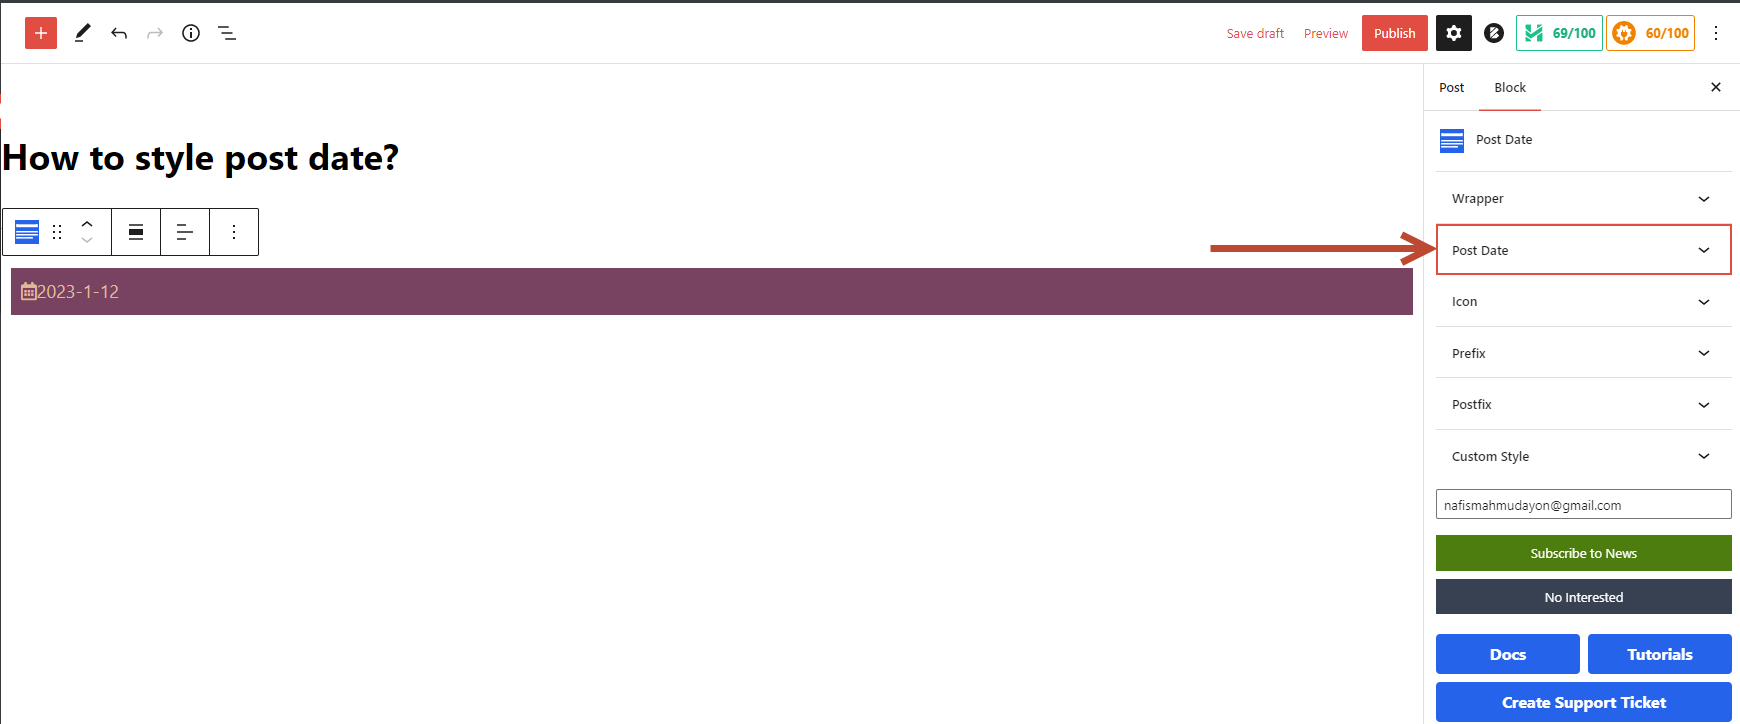 Save draft Preview Publish 69/100 60/100
Post Block
Post Date
How to style post date?
Wrapper
Post Date
2023-1-12
Icon
Prefix
Postfix
Custom Style
nafismahmudayon@gmail.com
Subscribe to News
No Interested
Docs Tutorials
Create Support Ticket